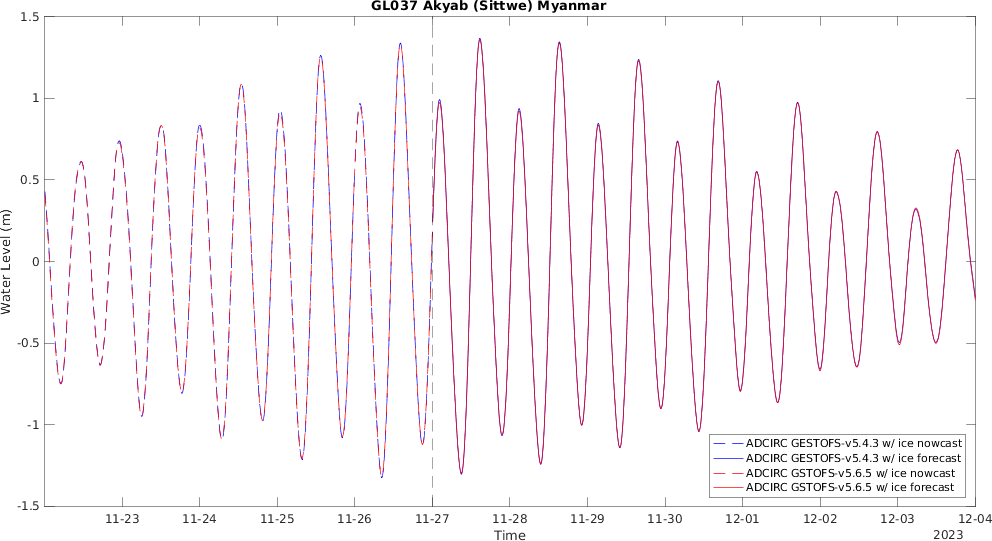 GL037 Akyab (Sittwe) Myanmar
1.5
1
0.5
0
-0.5
-1
-1.5
Water Level (m)
ADCIRC GESTOFS-v5.4.3 w/ ice nowcast
ADCIRC GESTOFS-v5.4.3 w/ ice forecast
ADCIRC GSTOFS-v5.6.5 w/ ice nowcast
ADCIRC GSTOFS-v5.6.5 w/ ice forecast
11-23 11-24 11-25 11-26 11-27 11-28 11-29 11-30 12-01 12-02 12-03 12-04
Time
2023